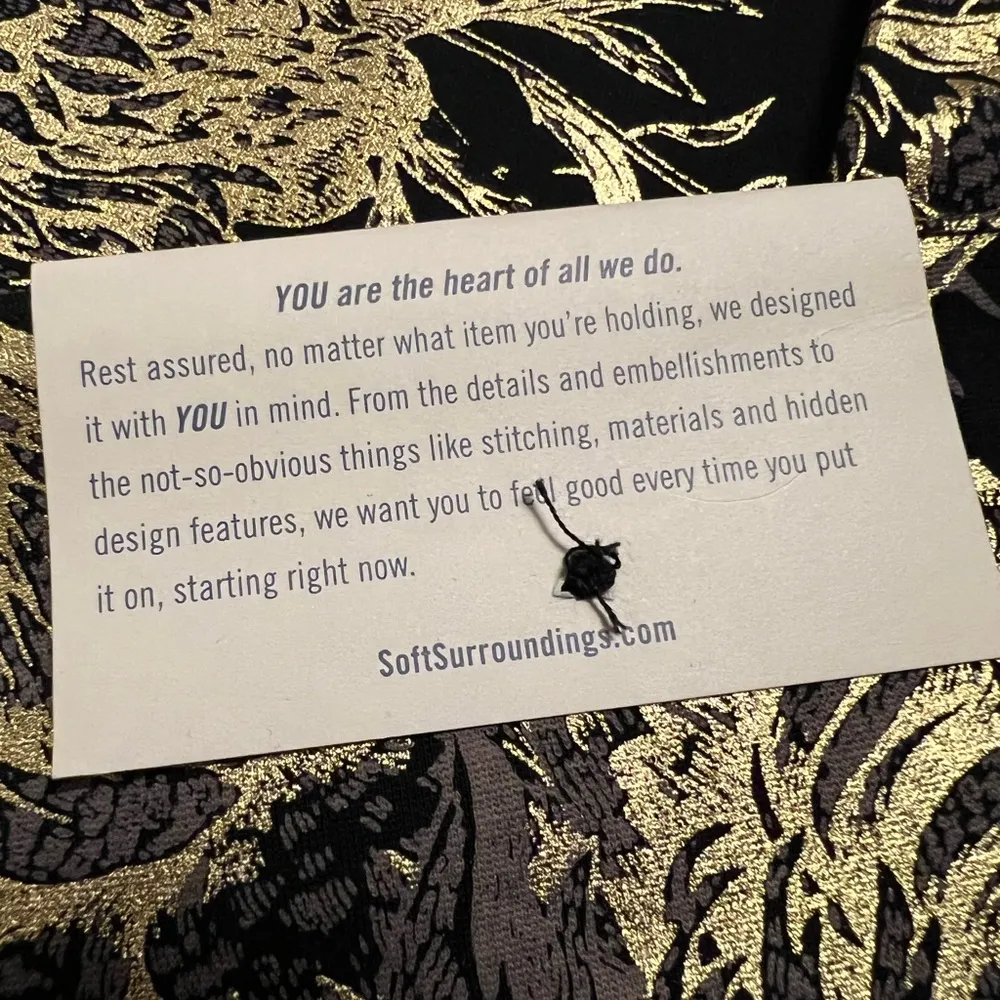 YOU are the heart of all we do.
Rest assured, no matter what item you're holding, we designed
it with YOU in mind. From the details and embellishments to
the not-so-obvious things like stitching, materials and hidden
design features, we want you to feel good every time you put
it on, starting right now.
SoftSurroundings.com